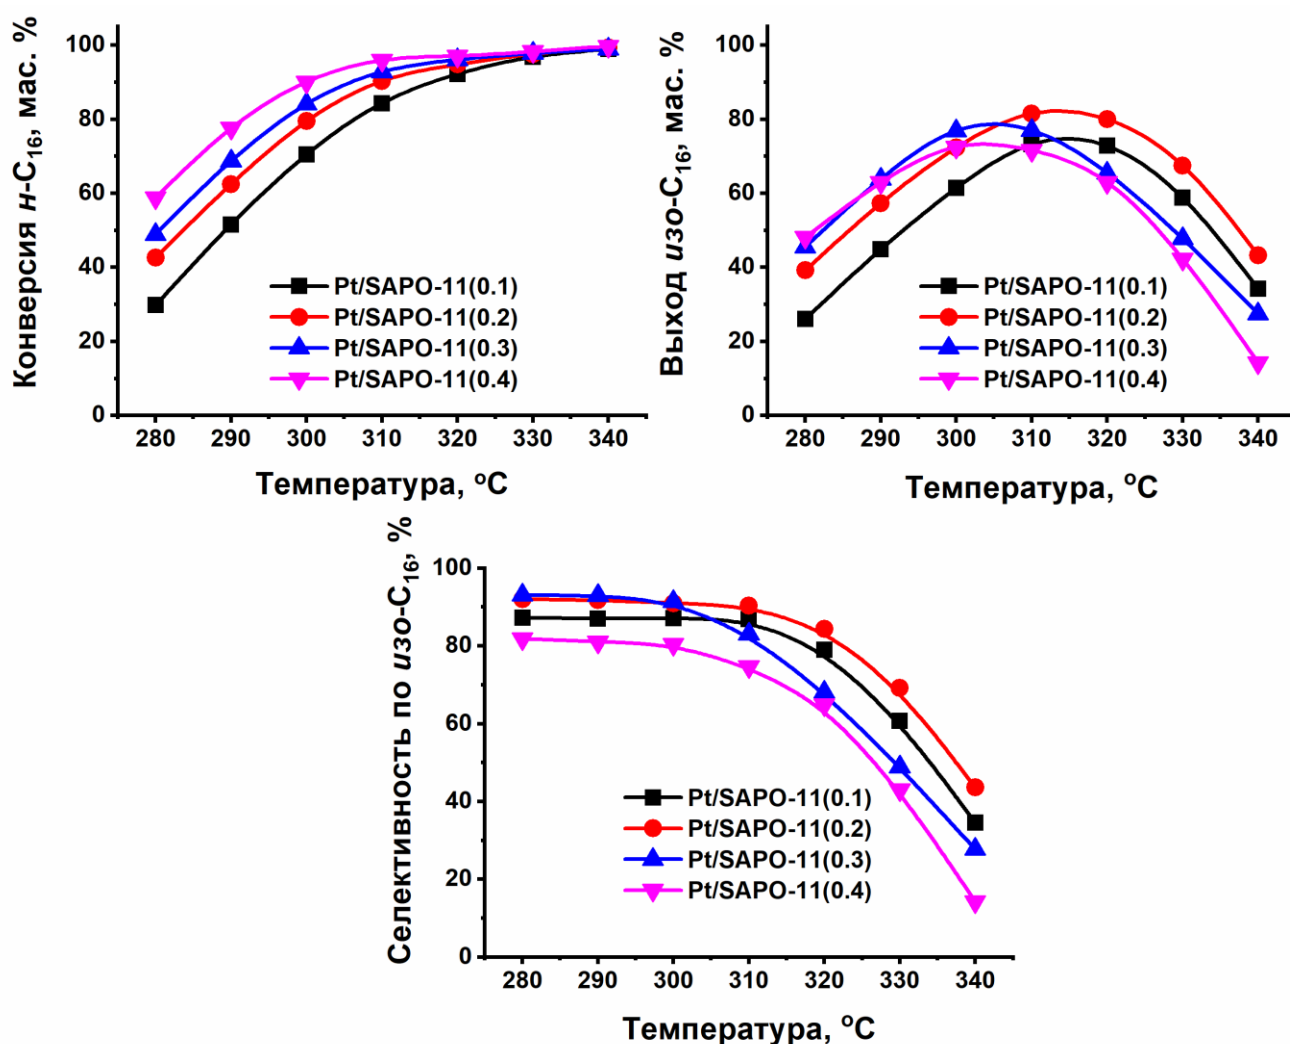 Конверсия н-C16, мас. %
100
80
60
40
20
0
Pt/SAPO-11(0.1)
Pt/SAPO-11(0.2)
Pt/SAPO-11(0.3)
Pt/SAPO-11(0.4)
280 290 300 310 320 330 340
Температура, °C
Выход изо-C16, мас. %
100
80
60
40
20
0
Pt/SAPO-11(0.1)
Pt/SAPO-11(0.2)
Pt/SAPO-11(0.3)
Pt/SAPO-11(0.4)
280 290 300 310 320 330 340
Температура, °C
Селективность по изо-C16, %
100
80
60
40
20
0
Pt/SAPO-11(0.1)
Pt/SAPO-11(0.2)
Pt/SAPO-11(0.3)
Pt/SAPO-11(0.4)
280 290 300 310 320 330 340
Температура, °C